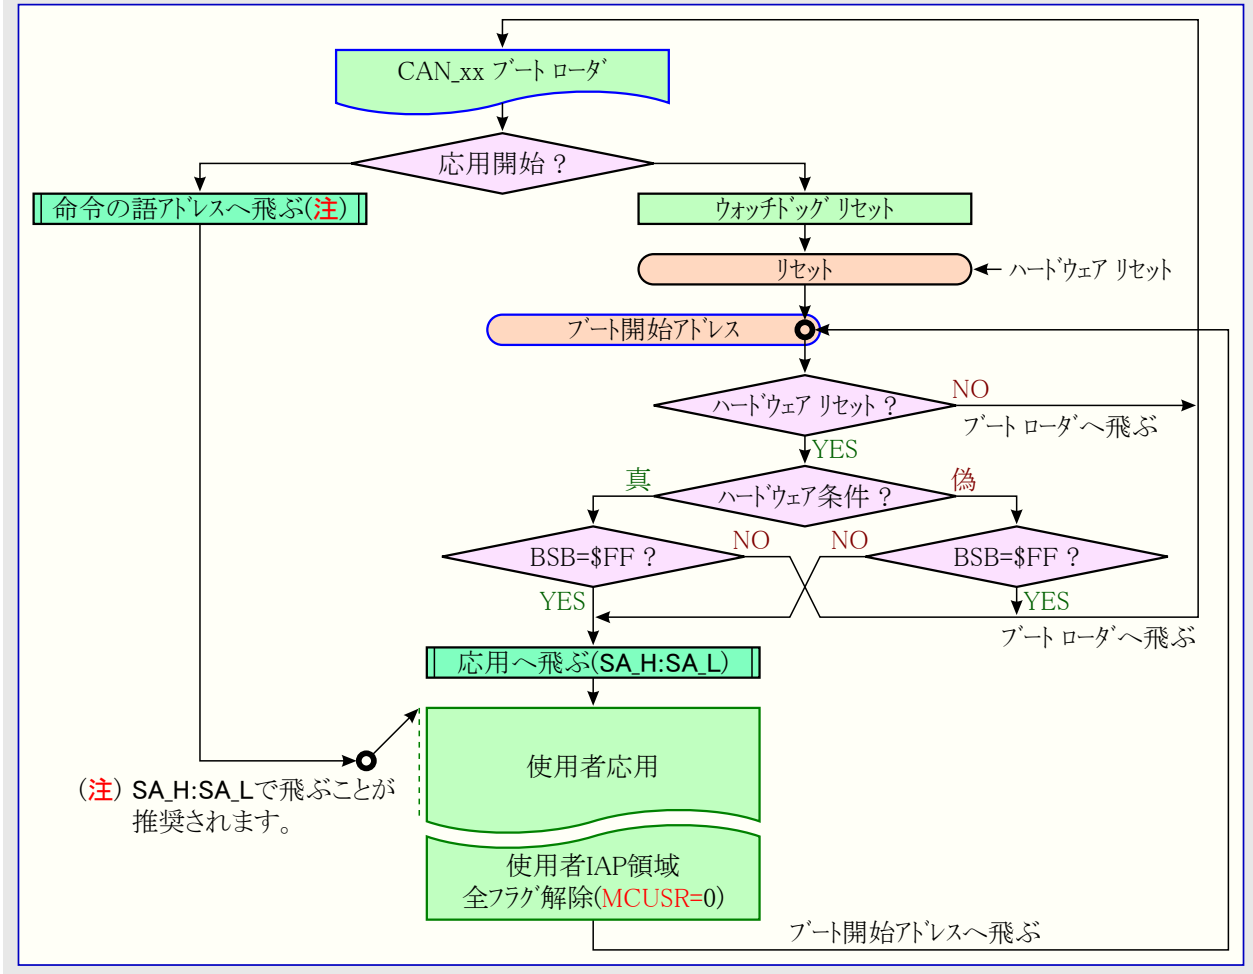 CAN_xx ブート ローダ
応用開始 ?
命令の語アドレスへ飛ぶ(注)
ウォッチドッグ リセット
リセット
ハードウェア リセット
ブート開始アドレス
ハードウェア リセット ?
NO
ブート ローダへ飛ぶ
YES
真
ハードウェア条件 ?
偽
BSB=$FF ?
NO
NO
BSB=$FF ?
YES
YES
ブート ローダへ飛ぶ
応用へ飛ぶ(SA_H:SA_L)
使用者応用
(注) SA_H:SA_Lで飛ぶことが
推奨されます。
使用者IAP領域
全フラグ解除(MCUSR=0)
ブート開始アドレスへ飛ぶ